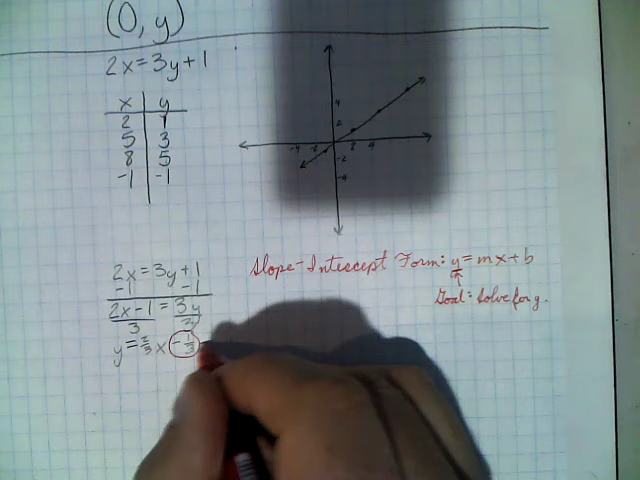 (0, y)
2x = 3y + 1
x y
2 1
5 3
8 5
-1 -1
4
2
-4 -2 2 4
-2
-4
2x = 3y + 1
-1 -1
2x - 1 = 3y
3 3
y = 2/3 x - 1/3
Slope-Intercept Form: y = mx + b
Goal: Solve for y.